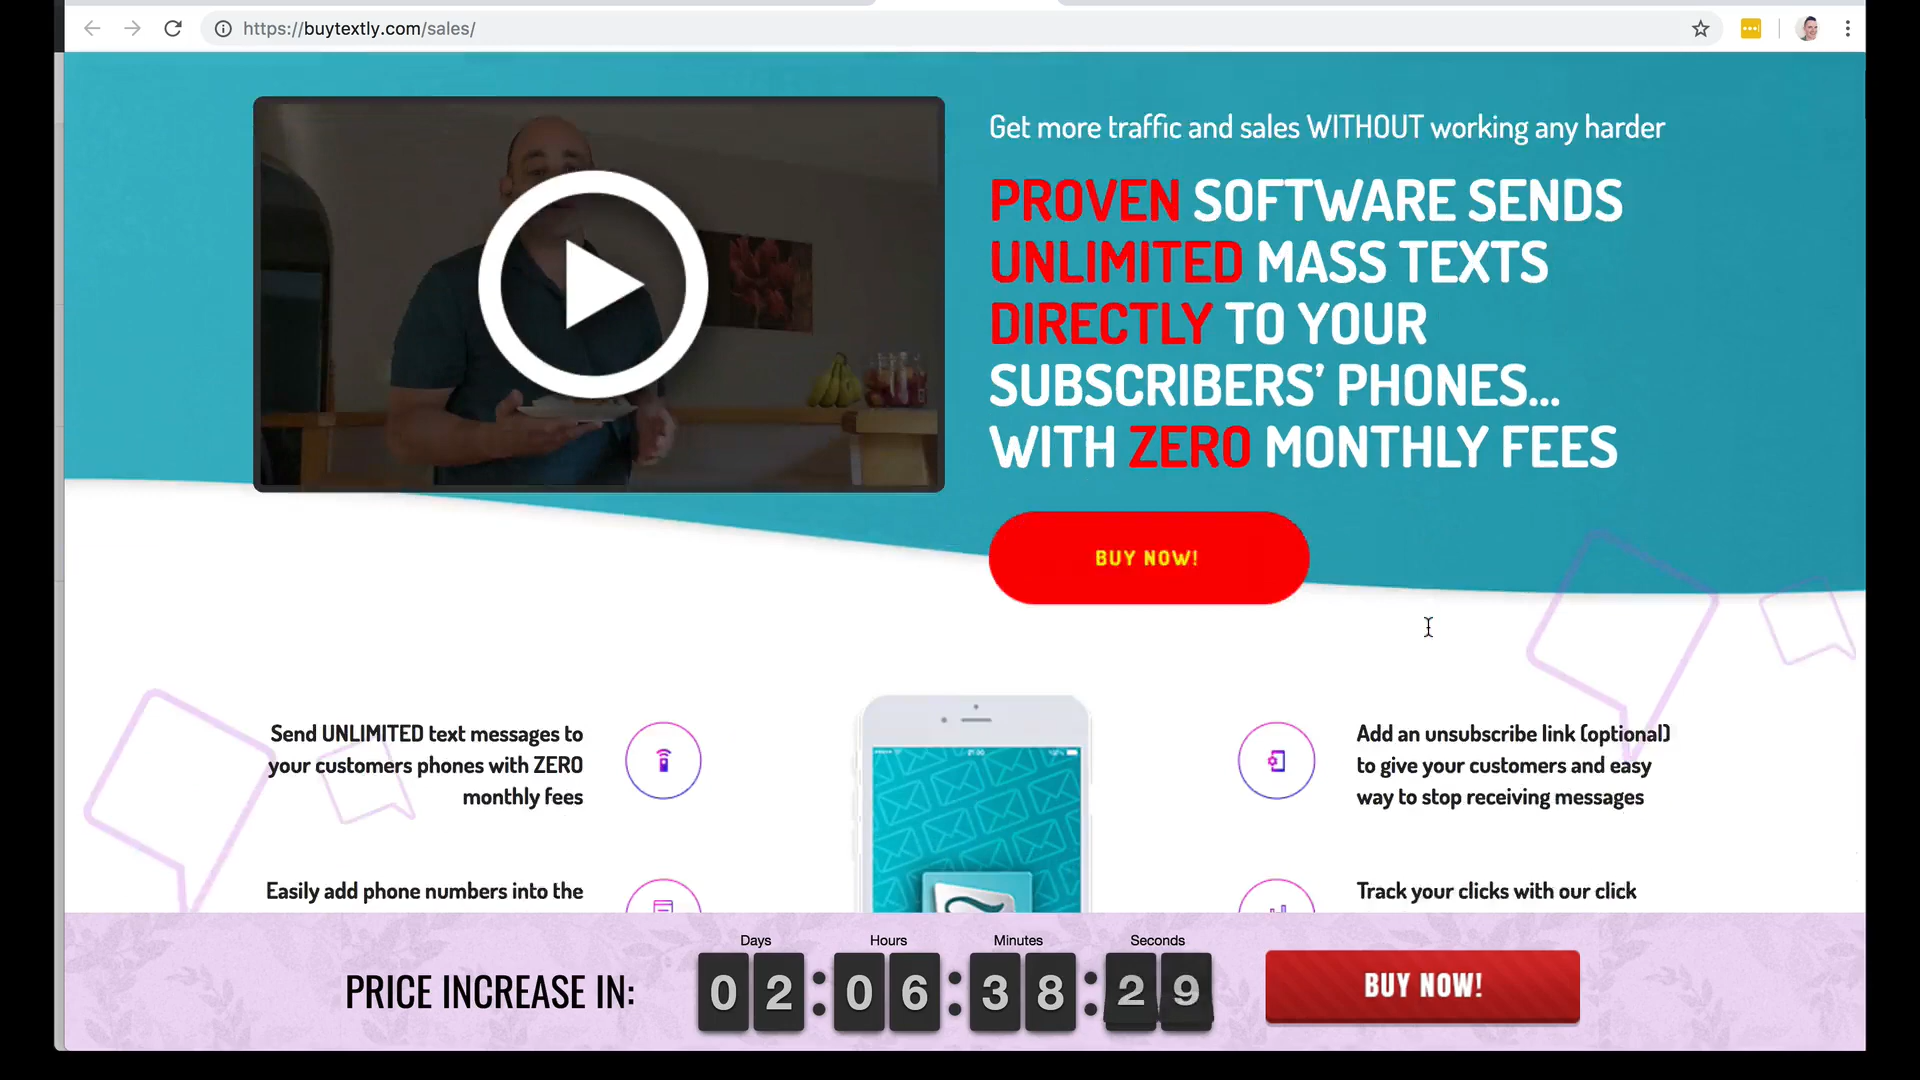 https://buytextly.com/sales/
Get more traffic and sales WITHOUT working any harder
PROVEN SOFTWARE SENDS
UNLIMITED MASS TEXTS
DIRECTLY TO YOUR
SUBSCRIBERS' PHONES...
WITH ZERO MONTHLY FEES
BUY NOW!
Send UNLIMITED text messages to
your customers phones with ZERO
monthly fees
Add an unsubscribe link (optional)
to give your customers and easy
way to stop receiving messages
Easily add phone numbers into the
Track your clicks with our click
21:00
100%
PRICE INCREASE IN:
Days Hours Minutes Seconds
02:06:38:29
BUY NOW!